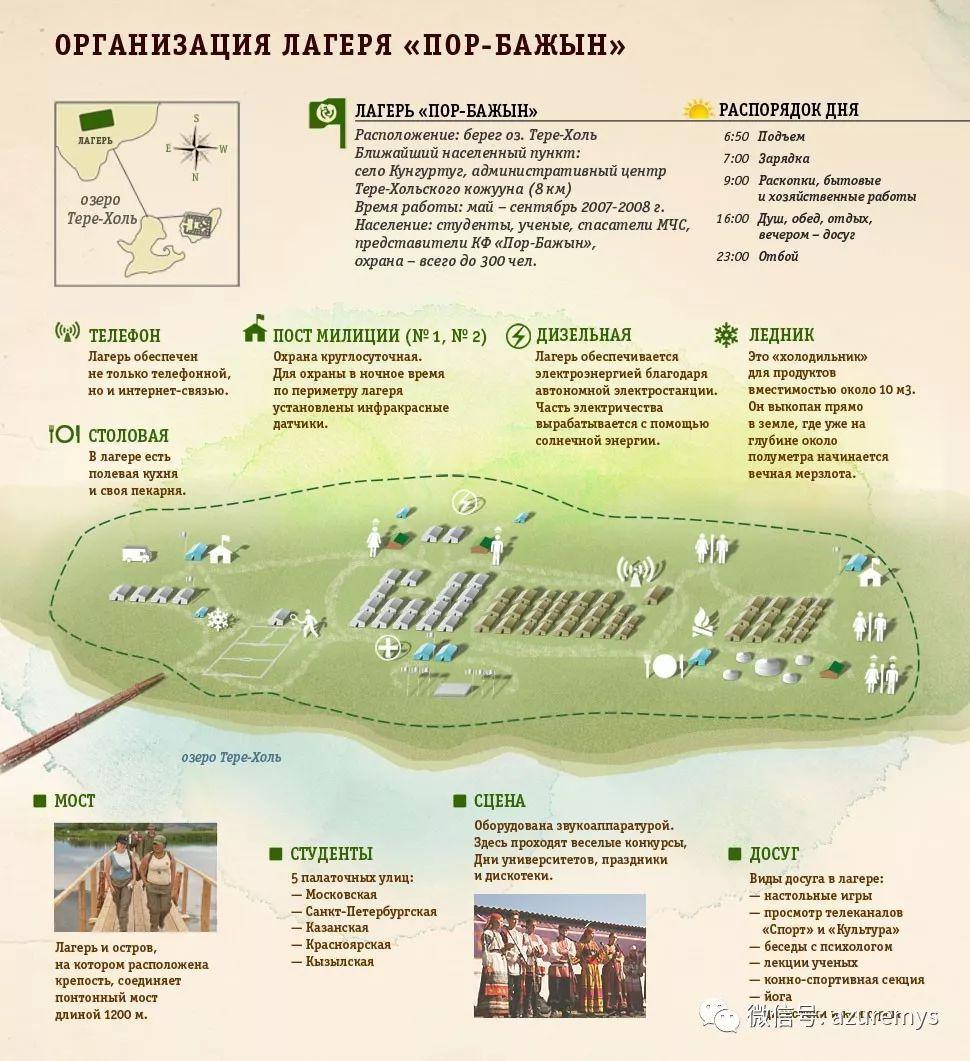 ОРГАНИЗАЦИЯ ЛАГЕРЯ «ПОР-БАЖЫН»
ЛАГЕРЬ
S
E
W
N
озеро
Тере-Холь
ЛАГЕРЬ «ПОР-БАЖЫН»
Расположение: берег оз. Тере-Холь
Ближайший населенный пункт:
село Кунгуртуг, административный центр
Тере-Хольского кожууна (8 км)
Время работы: май – сентябрь 2007-2008 г.
Население: студенты, ученые, спасатели МЧС,
представители КФ «Пор-Бажын»,
охрана – всего до 300 чел.
РАСПОРЯДОК ДНЯ
6:50 Подъем
7:00 Зарядка
9:00 Раскопки, бытовые
и хозяйственные работы
16:00 Душ, обед, отдых,
вечером – досуг
23:00 Отбой
ТЕЛЕФОН
Лагерь обеспечен
не только телефонной,
но и интернет-связью.
ПОСТ МИЛИЦИИ (№ 1, № 2)
Охрана круглосуточная.
Для охраны в ночное время
по периметру лагеря
установлены инфракрасные
датчики.
ДИЗЕЛЬНАЯ
Лагерь обеспечивается
электроэнергией благодаря
автономной электростанции.
Часть электричества
вырабатывается с помощью
солнечной энергии.
ЛЕДНИК
Это «холодильник»
для продуктов
вместимостью около 10 м3.
Он выкопан прямо
в земле, где уже на
глубине около
полуметра начинается
вечная мерзлота.
СТОЛОВАЯ
В лагере есть
полевая кухня
и своя пекарня.
озеро Тере-Холь
МОСТ
Лагерь и остров,
на котором расположена
крепость, соединяет
понтонный мост
длиной 1200 м.
СТУДЕНТЫ
5 палаточных улиц:
— Московская
— Санкт-Петербургская
— Казанская
— Красноярская
— Кызылская
СЦЕНА
Оборудована звукоаппаратурой.
Здесь проходят веселые конкурсы,
Дни университетов, праздники
и дискотеки.
ДОСУГ
Виды досуга в лагере:
— настольные игры
— просмотр телеканалов
«Спорт» и «Культура»
— беседы с психологом
— лекции ученых
— конно-спортивная секция
— йога
微信号: azuremys